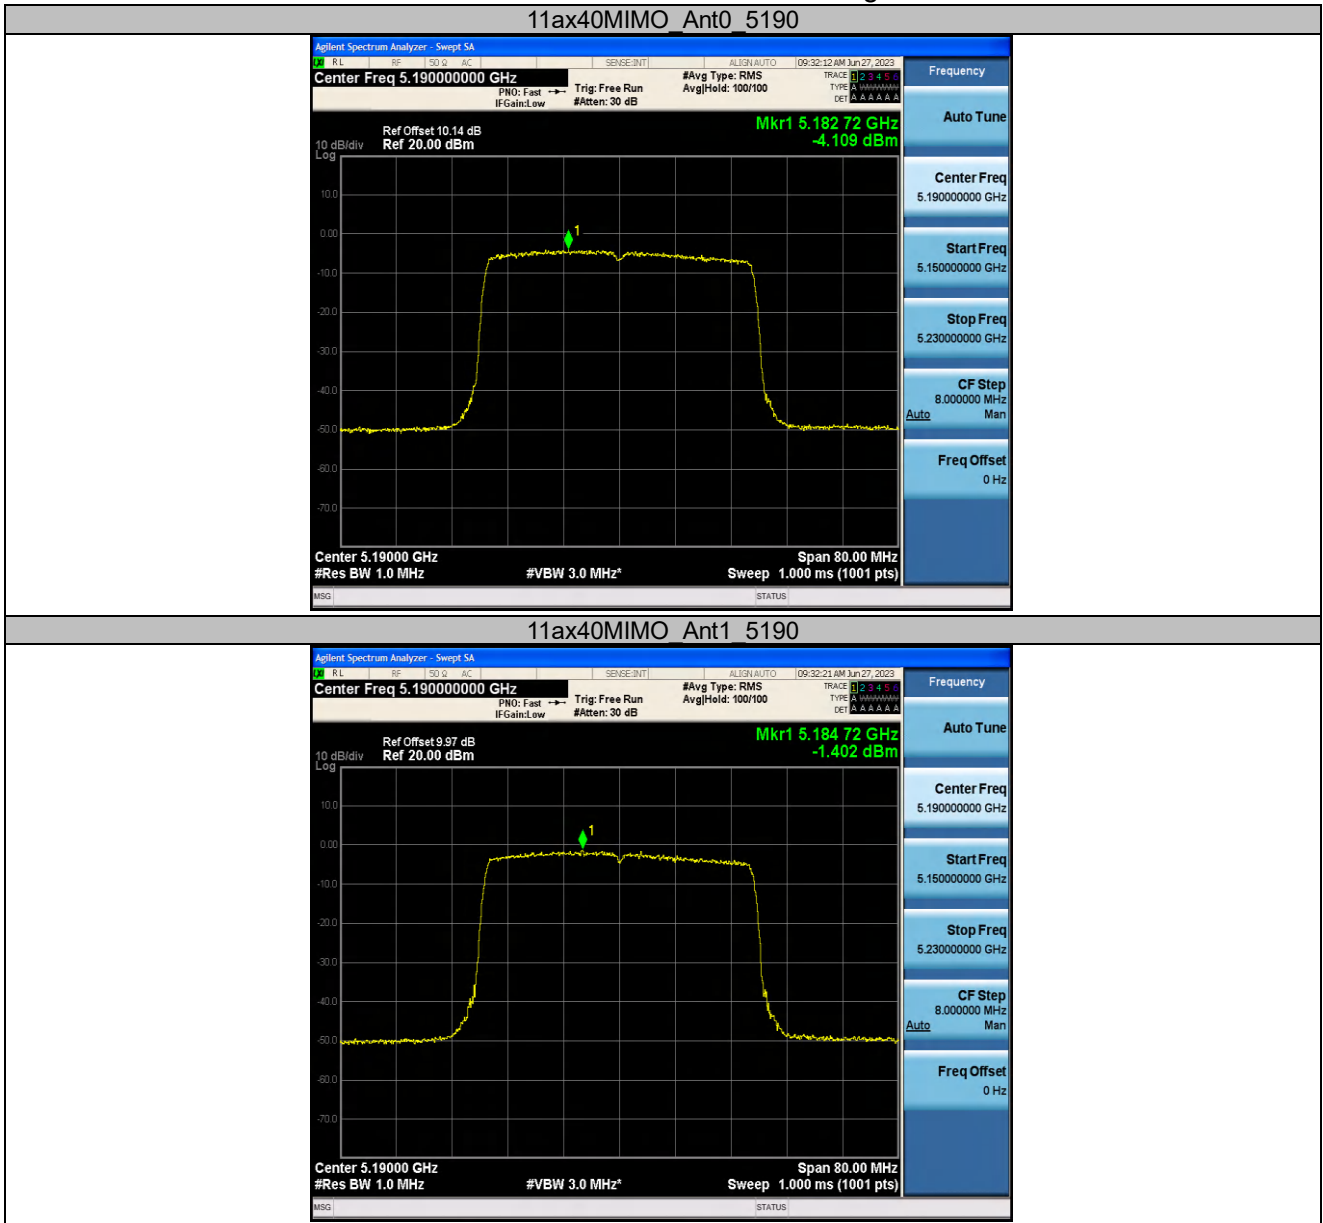 11ax40MIMO_Ant0_5190
Agilent Spectrum Analyzer - Swept SA
RL RF 50 Ω AC SENSE:INT ALIGNAUTO 09:32:12 AM Jun 27, 2023
Center Freq 5.190000000 GHz
PNO: Fast
IFGain:Low
Trig: Free Run
#Atten: 30 dB
#Avg Type: RMS
Avg|Hold: 100/100
TRACE 1 2 3 4 5 6
TYPE A
DET A A A A A A
Frequency
Mkr1 5.182 72 GHz
-4.109 dBm
Ref Offset 10.14 dB
10 dB/div Ref 20.00 dBm
Log
10.0
0.00
-10.0
-20.0
-30.0
-40.0
-50.0
-60.0
-70.0
1
Center 5.19000 GHz Span 80.00 MHz
#Res BW 1.0 MHz #VBW 3.0 MHz* Sweep 1.000 ms (1001 pts)
MSG STATUS
Auto Tune
Center Freq
5.190000000 GHz
Start Freq
5.150000000 GHz
Stop Freq
5.230000000 GHz
CF Step
8.000000 MHz
Auto Man
Freq Offset
0 Hz
11ax40MIMO_Ant1_5190
Agilent Spectrum Analyzer - Swept SA
RL RF 50 Ω AC SENSE:INT ALIGNAUTO 09:32:21 AM Jun 27, 2023
Center Freq 5.190000000 GHz
PNO: Fast
IFGain:Low
Trig: Free Run
#Atten: 30 dB
#Avg Type: RMS
Avg|Hold: 100/100
TRACE 1 2 3 4 5 6
TYPE A
DET A A A A A A
Frequency
Mkr1 5.184 72 GHz
-1.402 dBm
Ref Offset 9.97 dB
10 dB/div Ref 20.00 dBm
Log
10.0
0.00
-10.0
-20.0
-30.0
-40.0
-50.0
-60.0
-70.0
1
Center 5.19000 GHz Span 80.00 MHz
#Res BW 1.0 MHz #VBW 3.0 MHz* Sweep 1.000 ms (1001 pts)
MSG STATUS
Auto Tune
Center Freq
5.190000000 GHz
Start Freq
5.150000000 GHz
Stop Freq
5.230000000 GHz
CF Step
8.000000 MHz
Auto Man
Freq Offset
0 Hz